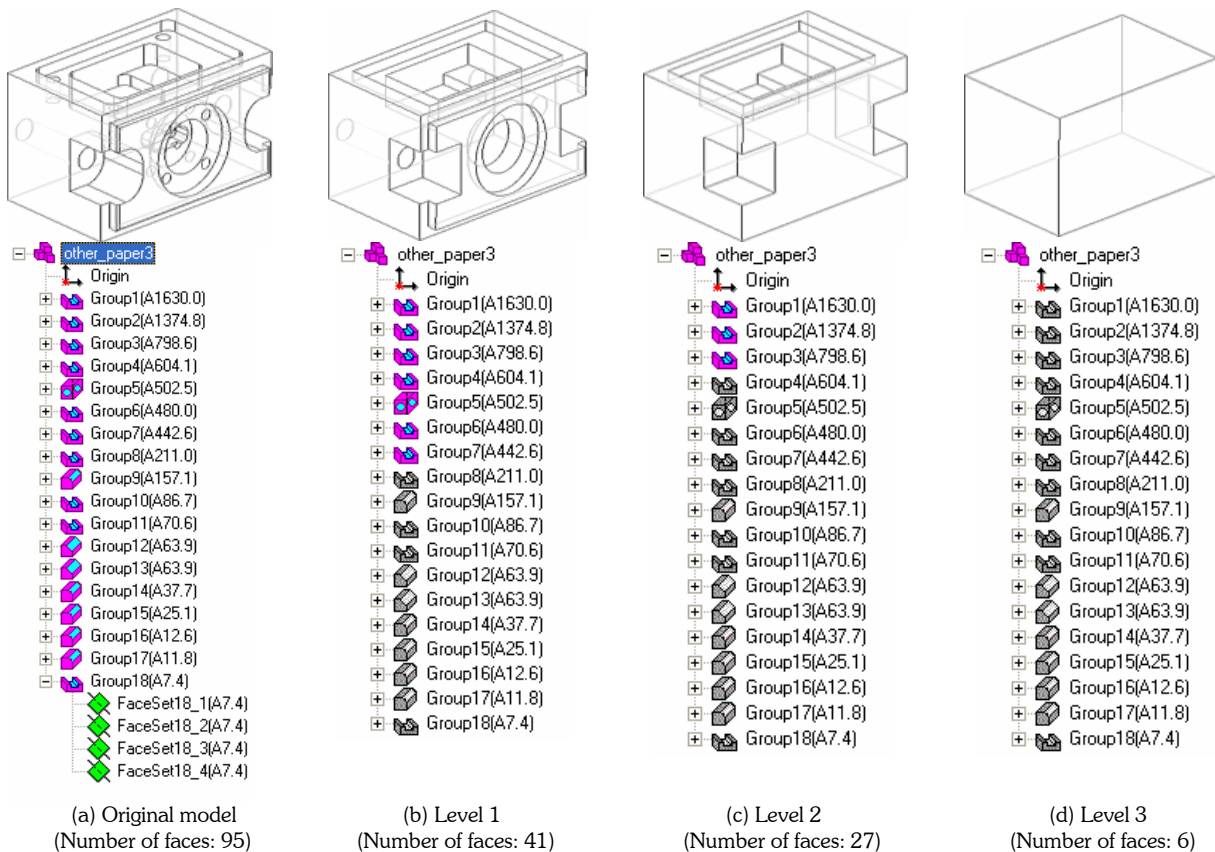 other_paper3
Origin
Group1(A1630.0)
Group2(A1374.8)
Group3(A798.6)
Group4(A604.1)
Group5(A502.5)
Group6(A480.0)
Group7(A442.6)
Group8(A211.0)
Group9(A157.1)
Group10(A86.7)
Group11(A70.6)
Group12(A63.9)
Group13(A63.9)
Group14(A37.7)
Group15(A25.1)
Group16(A12.6)
Group17(A11.8)
Group18(A7.4)
FaceSet18_1(A7.4)
FaceSet18_2(A7.4)
FaceSet18_3(A7.4)
FaceSet18_4(A7.4)
(a) Original model
(Number of faces: 95)
other_paper3
Origin
Group1(A1630.0)
Group2(A1374.8)
Group3(A798.6)
Group4(A604.1)
Group5(A502.5)
Group6(A480.0)
Group7(A442.6)
Group8(A211.0)
Group9(A157.1)
Group10(A86.7)
Group11(A70.6)
Group12(A63.9)
Group13(A63.9)
Group14(A37.7)
Group15(A25.1)
Group16(A12.6)
Group17(A11.8)
Group18(A7.4)
(b) Level 1
(Number of faces: 41)
other_paper3
Origin
Group1(A1630.0)
Group2(A1374.8)
Group3(A798.6)
Group4(A604.1)
Group5(A502.5)
Group6(A480.0)
Group7(A442.6)
Group8(A211.0)
Group9(A157.1)
Group10(A86.7)
Group11(A70.6)
Group12(A63.9)
Group13(A63.9)
Group14(A37.7)
Group15(A25.1)
Group16(A12.6)
Group17(A11.8)
Group18(A7.4)
(c) Level 2
(Number of faces: 27)
other_paper3
Origin
Group1(A1630.0)
Group2(A1374.8)
Group3(A798.6)
Group4(A604.1)
Group5(A502.5)
Group6(A480.0)
Group7(A442.6)
Group8(A211.0)
Group9(A157.1)
Group10(A86.7)
Group11(A70.6)
Group12(A63.9)
Group13(A63.9)
Group14(A37.7)
Group15(A25.1)
Group16(A12.6)
Group17(A11.8)
Group18(A7.4)
(d) Level 3
(Number of faces: 6)